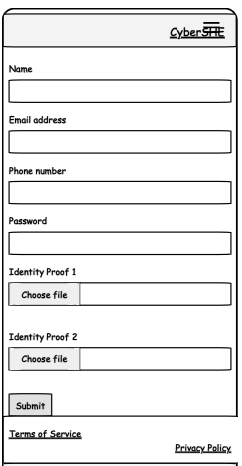 CyberSHE
Name
Email address
Phone number
Password
Identity Proof 1
Choose file
Identity Proof 2
Choose file
Submit
Terms of Service
Privacy Policy